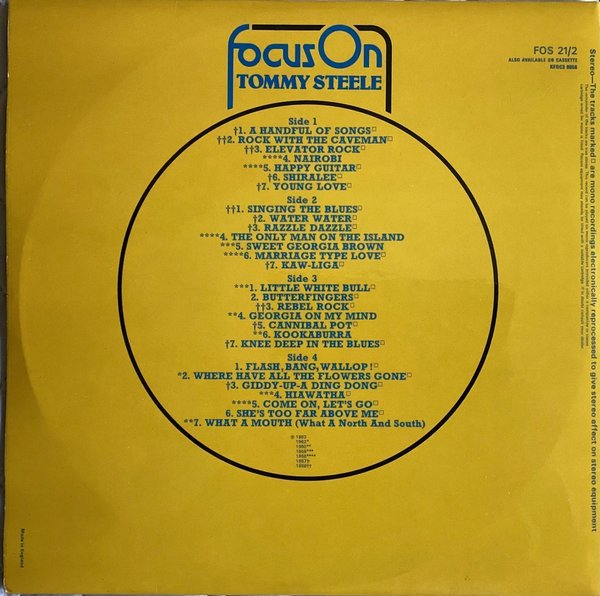 focus On
TOMMY STEELE
FOS 21/2
ALSO AVAILABLE ON CASSETTE
Side 1
†1. A HANDFUL OF SONGS□
††2. ROCK WITH THE CAVEMAN□
††3. ELEVATOR ROCK□
****4. NAIROBI
****5. HAPPY GUITAR□
†6. SHIRALEE□
†7. YOUNG LOVE□
Side 2
††1. SINGING THE BLUES□
†2. WATER WATER□
†3. RAZZLE DAZZLE□
****4. THE ONLY MAN ON THE ISLAND
***5. SWEET GEORGIA BROWN
****6. MARRIAGE TYPE LOVE□
†7. KAW-LIGA□
Side 3
***1. LITTLE WHITE BULL□
2. BUTTERFINGERS□
††3. REBEL ROCK□
**4. GEORGIA ON MY MIND
†5. CANNIBAL POT□
**6. KOOKABURRA
†7. KNEE DEEP IN THE BLUES□
Side 4
1. FLASH, BANG, WALLOP!□
*2. WHERE HAVE ALL THE FLOWERS GONE□
†3. GIDDY-UP-A DING DONG□
***4. HIAWATHA□
****5. COME ON, LET'S GO□
6. SHE'S TOO FAR ABOVE ME□
**7. WHAT A MOUTH (What A North And South)
℗ 1963
1962*
1960**
1959***
1958****
1957†
1956††
Stereo—The tracks marked□ are mono recordings electronically reprocessed to give stereo effect on stereo equipment
Made in England